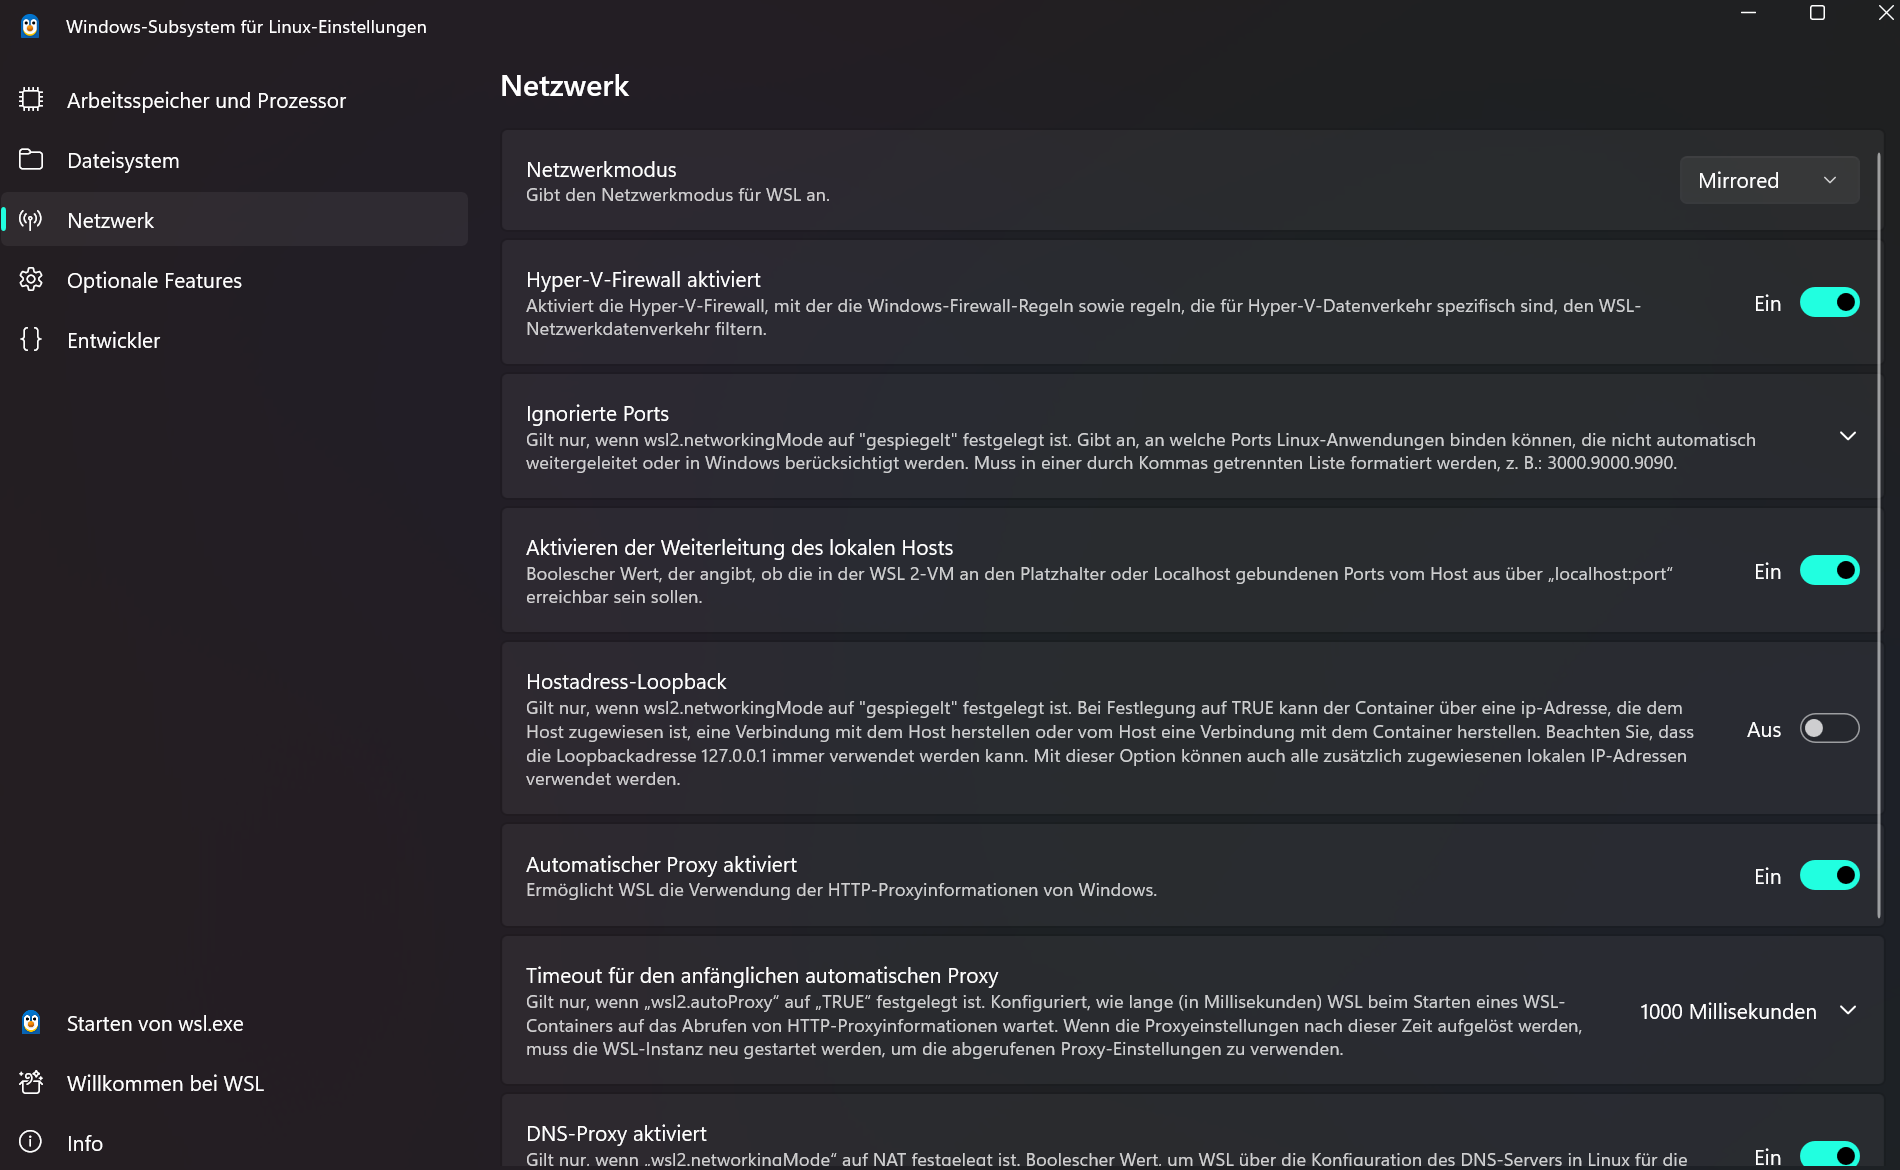 Windows-Subsystem für Linux-Einstellungen
Arbeitsspeicher und Prozessor
Dateisystem
Netzwerk
Optionale Features
Entwickler
Starten von wsl.exe
Willkommen bei WSL
Info
Netzwerk
Netzwerkmodus
Gibt den Netzwerkmodus für WSL an.
Mirrored
Hyper-V-Firewall aktiviert
Aktiviert die Hyper-V-Firewall, mit der die Windows-Firewall-Regeln sowie regeln, die für Hyper-V-Datenverkehr spezifisch sind, den WSL-
Netzwerkdatenverkehr filtern.
Ein
Ignorierte Ports
Gilt nur, wenn wsl2.networkingMode auf "gespiegelt" festgelegt ist. Gibt an, an welche Ports Linux-Anwendungen binden können, die nicht automatisch
weitergeleitet oder in Windows berücksichtigt werden. Muss in einer durch Kommas getrennten Liste formatiert werden, z. B.: 3000.9000.9090.
Aktivieren der Weiterleitung des lokalen Hosts
Boolescher Wert, der angibt, ob die in der WSL 2-VM an den Platzhalter oder Localhost gebundenen Ports vom Host aus über „localhost:port“
erreichbar sein sollen.
Ein
Hostadress-Loopback
Gilt nur, wenn wsl2.networkingMode auf "gespiegelt" festgelegt ist. Bei Festlegung auf TRUE kann der Container über eine ip-Adresse, die dem
Host zugewiesen ist, eine Verbindung mit dem Host herstellen oder vom Host eine Verbindung mit dem Container herstellen. Beachten Sie, dass
die Loopbackadresse 127.0.0.1 immer verwendet werden kann. Mit dieser Option können auch alle zusätzlich zugewiesenen lokalen IP-Adressen
verwendet werden.
Aus
Automatischer Proxy aktiviert
Ermöglicht WSL die Verwendung der HTTP-Proxyinformationen von Windows.
Ein
Timeout für den anfänglichen automatischen Proxy
Gilt nur, wenn „wsl2.autoProxy“ auf „TRUE“ festgelegt ist. Konfiguriert, wie lange (in Millisekunden) WSL beim Starten eines WSL-
Containers auf das Abrufen von HTTP-Proxyinformationen wartet. Wenn die Proxyeinstellungen nach dieser Zeit aufgelöst werden,
muss die WSL-Instanz neu gestartet werden, um die abgerufenen Proxy-Einstellungen zu verwenden.
1000 Millisekunden
DNS-Proxy aktiviert
Gilt nur, wenn „wsl2.networkingMode“ auf NAT festgelegt ist. Boolescher Wert, um WSL über die Konfiguration des DNS-Servers in Linux für die
Ein